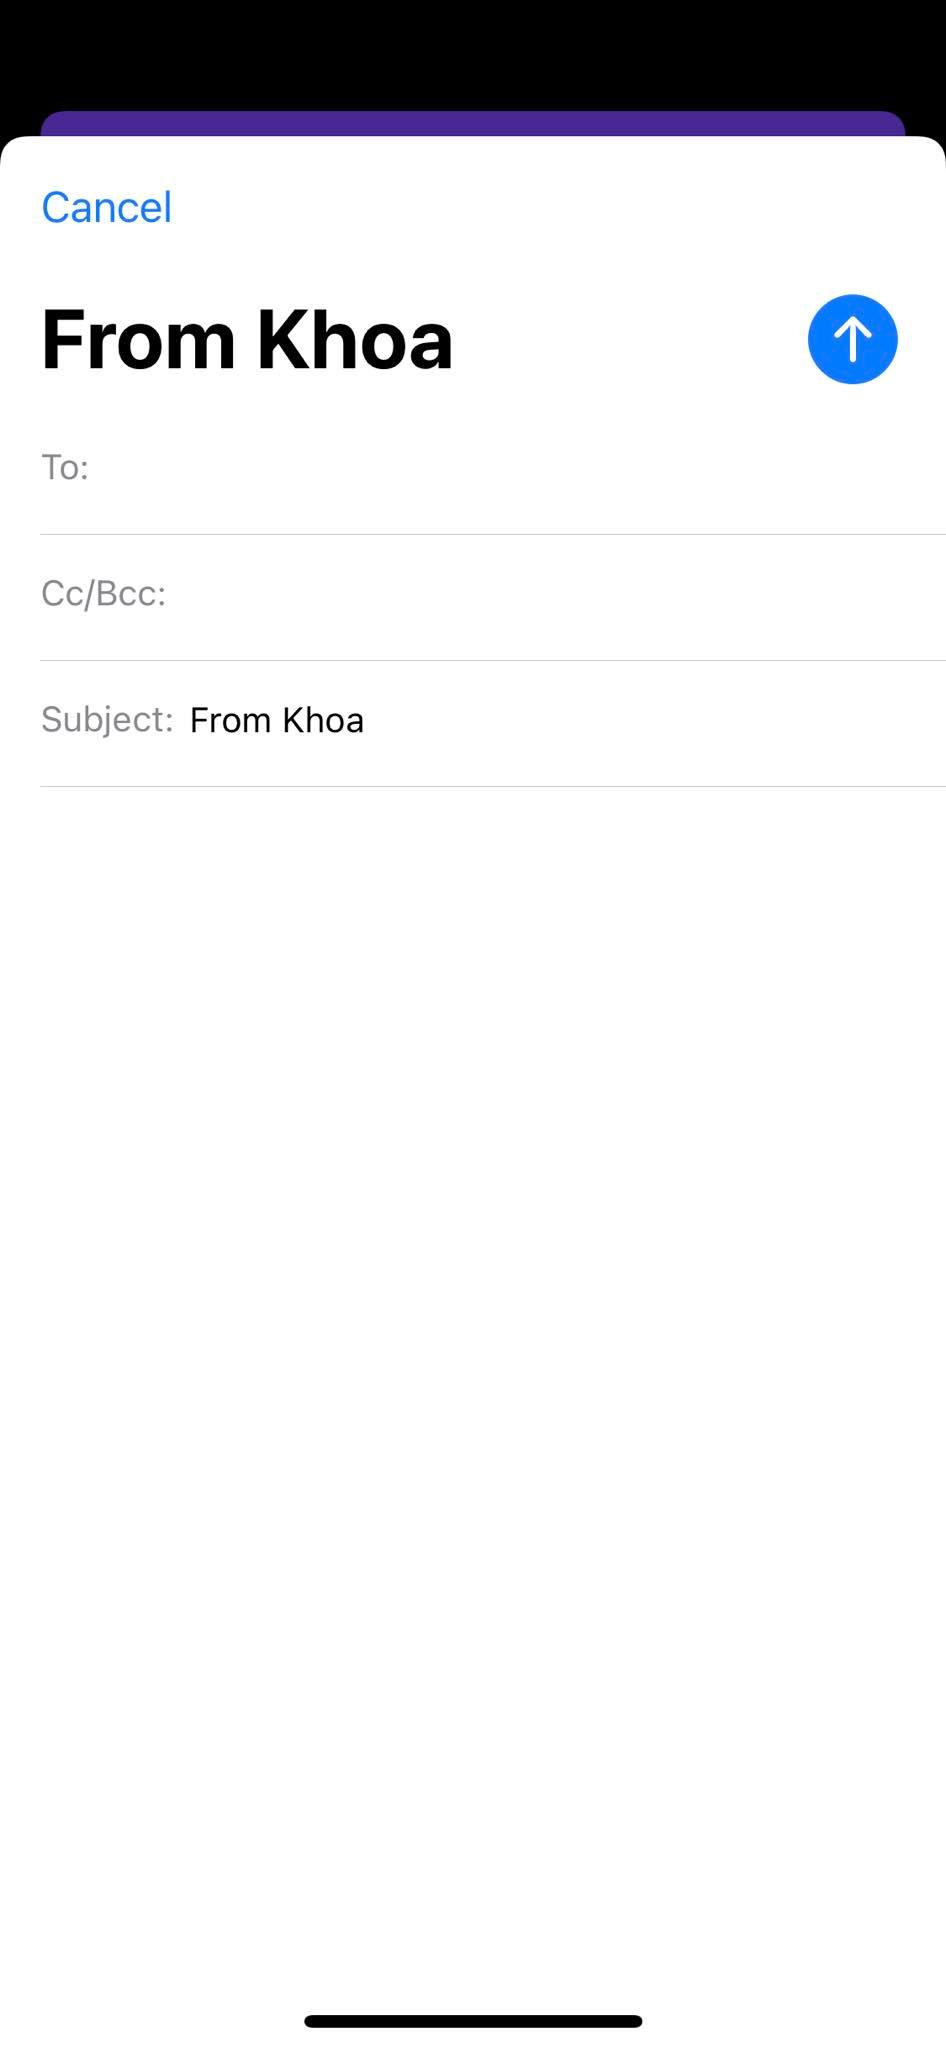 Cancel
From Khoa
To:
Cc/Bcc:
Subject: From Khoa